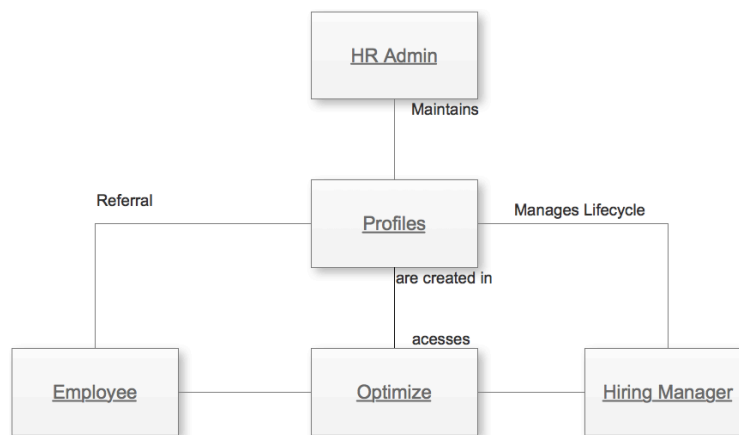 HR Admin
Maintains
Referral
Profiles
Manages Lifecycle
are created in
acesses
Employee
Optimize
Hiring Manager